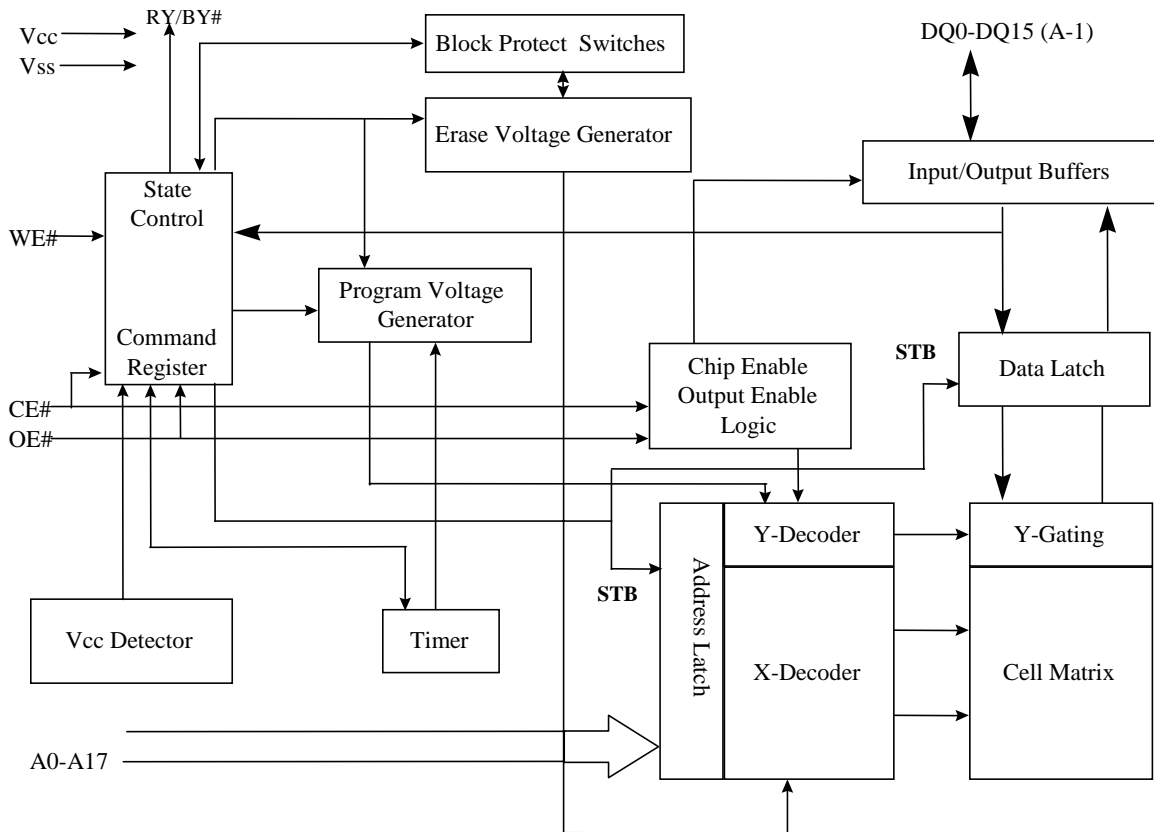 RY/BY#
Vcc
Vss
Block Protect Switches
DQ0-DQ15 (A-1)
Erase Voltage Generator
Input/Output Buffers
State
Control
WE#
Program Voltage
Generator
Command
Register
STB
Chip Enable
Output Enable
Logic
Data Latch
CE#
OE#
Address Latch
Y-Decoder
Y-Gating
STB
Vcc Detector
Timer
X-Decoder
Cell Matrix
A0-A17